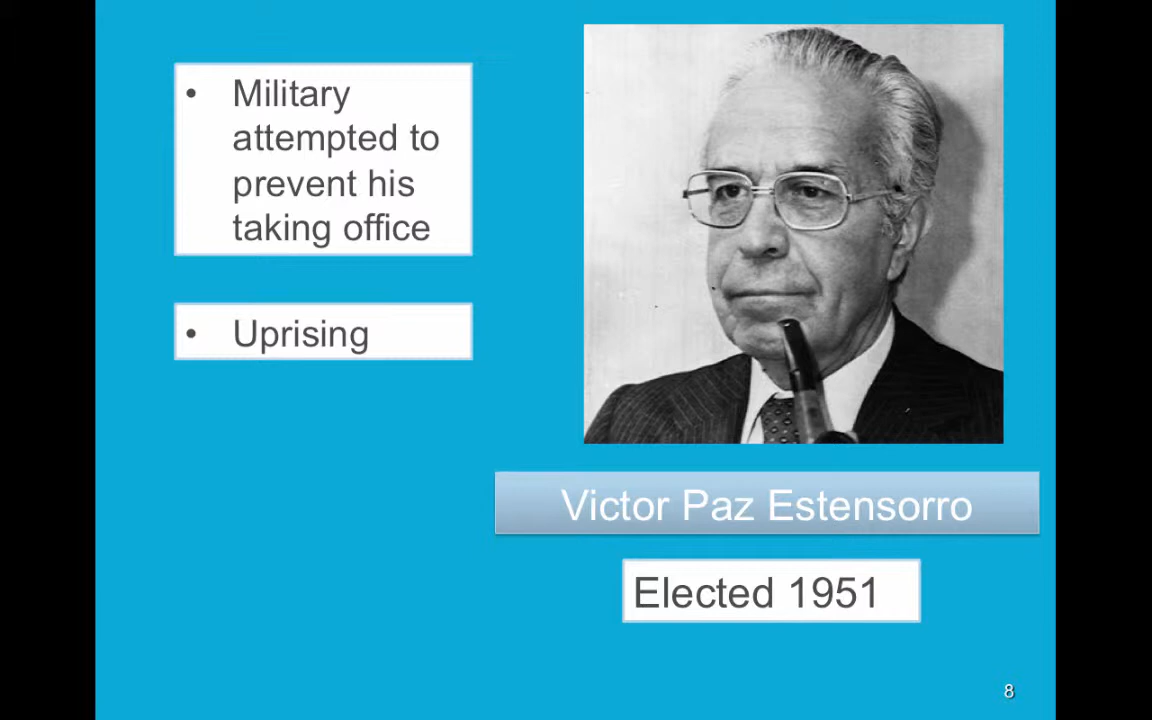 • Military
attempted to
prevent his
taking office
• Uprising
Victor Paz Estensorro
Elected 1951
8